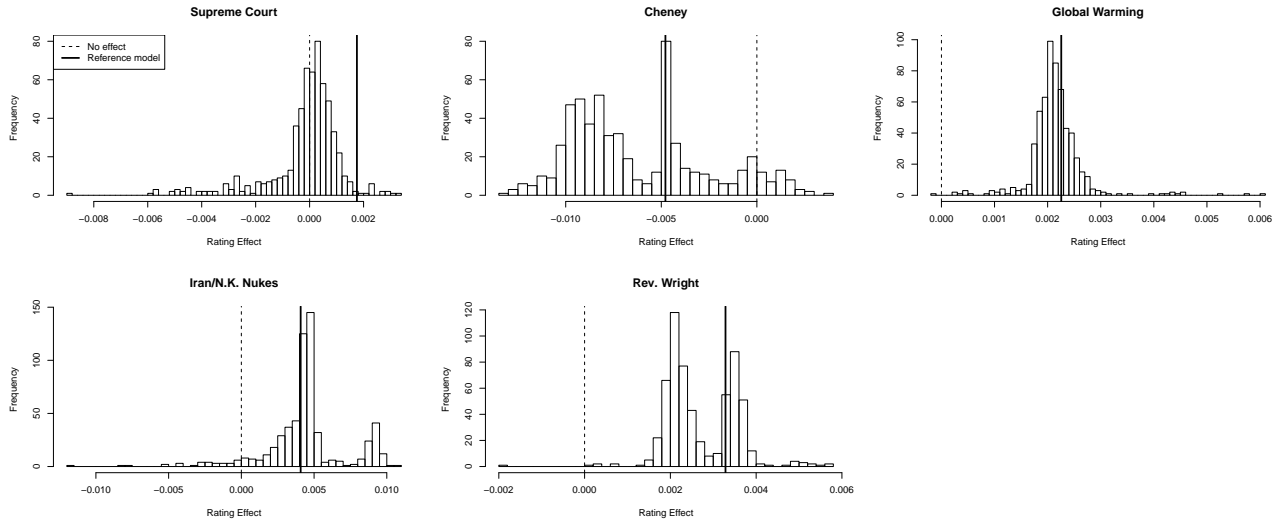 Supreme Court
No effect
Reference model
Frequency
0 20 40 60 80
−0.008 −0.006 −0.004 −0.002 0.000 0.002
Rating Effect
Cheney
Frequency
0 20 40 60 80
−0.010 −0.005 0.000
Rating Effect
Global Warming
Frequency
0 20 40 60 80 100
0.000 0.001 0.002 0.003 0.004 0.005 0.006
Rating Effect
Iran/N.K. Nukes
Frequency
0 50 100 150
−0.010 −0.005 0.000 0.005 0.010
Rating Effect
Rev. Wright
Frequency
0 20 40 60 80 100 120
−0.002 0.000 0.002 0.004 0.006
Rating Effect